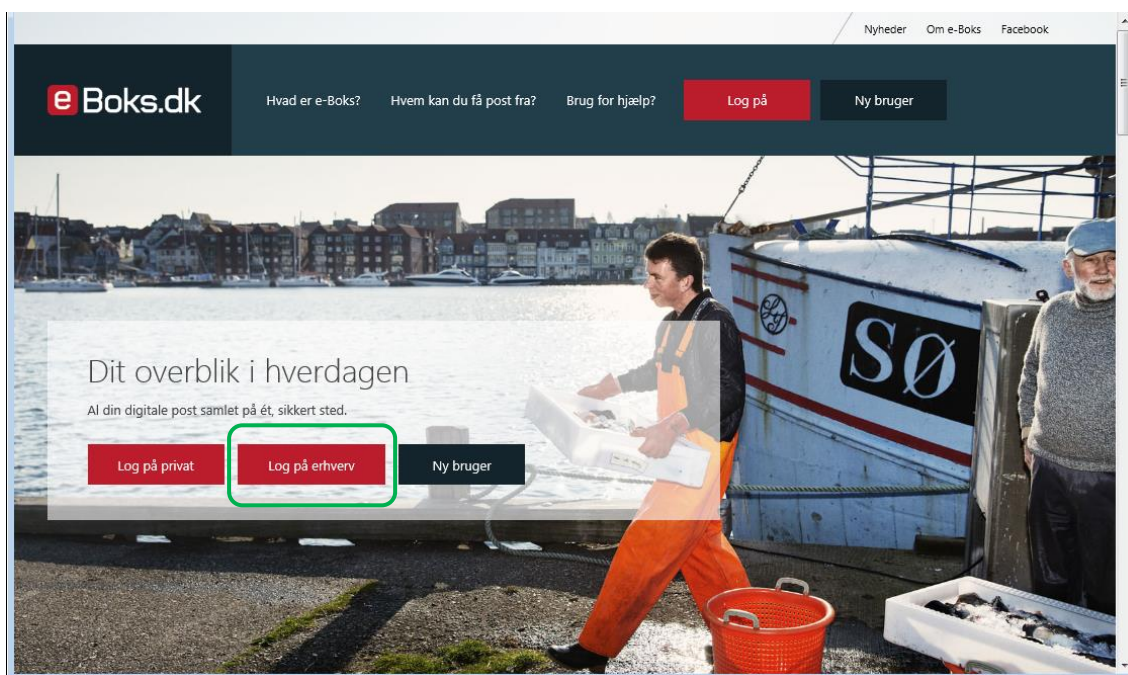 Nyheder Om e-Boks Facebook
e Boks.dk Hvad er e-Boks? Hvem kan du få post fra? Brug for hjælp? Log på Ny bruger
SØ
Dit overblik i hverdagen
Al din digitale post samlet på ét, sikkert sted.
Log på privat Log på erhverv Ny bruger